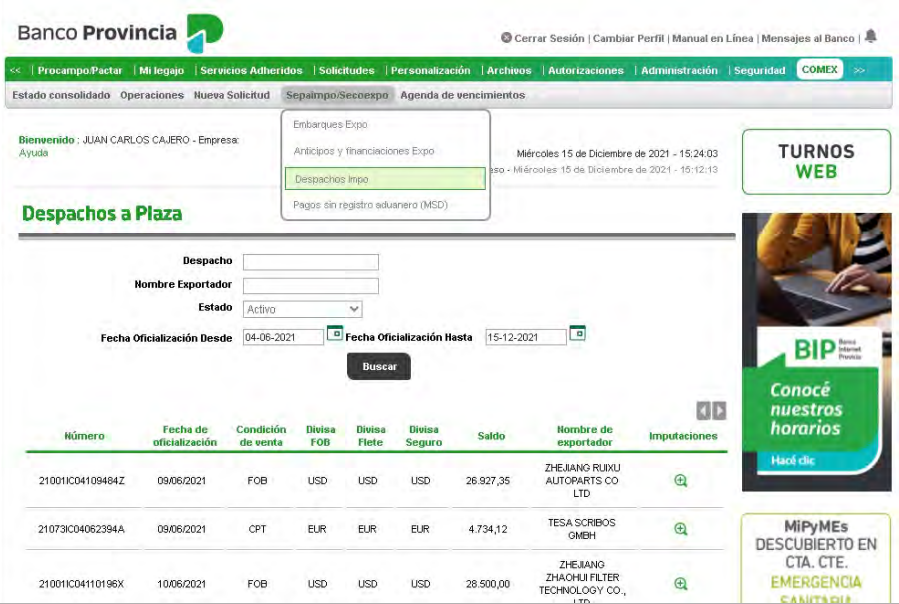 Banco Provincia
Cerrar Sesión | Cambiar Perfil | Manual en Línea | Mensajes al Banco |
<< | Procampo/Pactar | Mi legajo | Servicios Adheridos | Solicitudes | Personalización | Archivos | Autorizaciones | Administración | Seguridad COMEX >>
Estado consolidado Operaciones Nueva Solicitud Sepaimpo/Secoexpo Agenda de vencimientos
Embarques Expo
Anticipos y financiaciones Expo
Despachos Impo
Pagos sin registro aduanero (MSD)
Bienvenido : JUAN CARLOS CAJERO - Empresa:
Ayuda
Miércoles 15 de Diciembre de 2021 - 15:24:03
eso - Miércoles 15 de Diciembre de 2021 - 15:12:13
TURNOS
WEB
Despachos a Plaza
Despacho
Nombre Exportador
Estado Activo
Fecha Oficialización Desde 04-06-2021 Fecha Oficialización Hasta 15-12-2021
Buscar
BIP Banca Internet Provincia
Conocé
nuestros
horarios
Hacé clic
Número Fecha de oficialización Condición de venta Divisa FOB Divisa Flete Divisa Seguro Saldo Nombre de exportador Imputaciones
21001IC04109484Z 09/06/2021 FOB USD USD USD 26.927,35 ZHEJIANG RUIXU AUTOPARTS CO LTD
21073IC04062394A 09/06/2021 CPT EUR EUR EUR 4.734,12 TESA SCRIBOS GMBH
21001IC04110196X 10/06/2021 FOB USD USD USD 28.500,00 ZHEJIANG ZHAOHUI FILTER TECHNOLOGY CO., LTD
MiPyMEs
DESCUBIERTO EN
CTA. CTE.
EMERGENCIA
SANITARIA